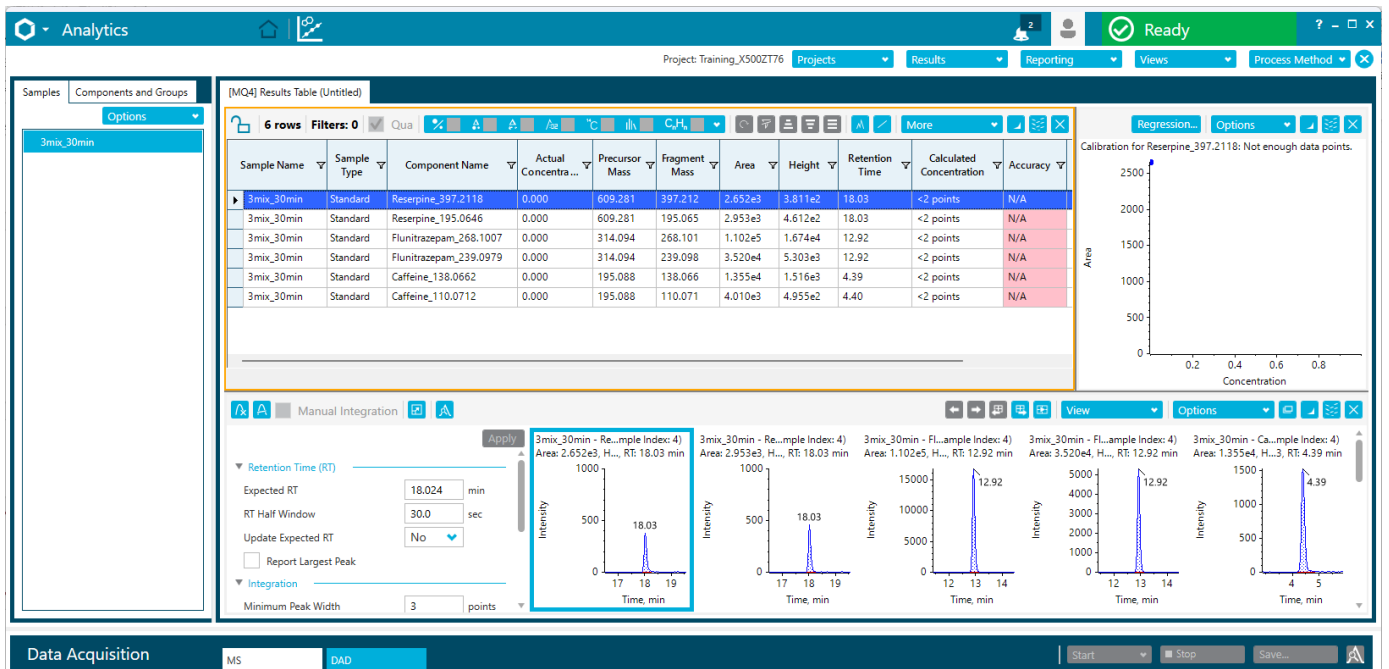 Analytics
2
Ready
? – □ ×
Project: Training_X500ZT76 Projects Results Reporting Views Process Method
Samples Components and Groups
Options
3mix_30min
[MQ4] Results Table (Untitled)
6 rows Filters: 0 Qua More
Sample Name Sample Type Component Name Actual Concentra... Precursor Mass Fragment Mass Area Height Retention Time Calculated Concentration Accuracy
3mix_30min Standard Reserpine_397.2118 0.000 609.281 397.212 2.652e3 3.811e2 18.03 <2 points N/A
3mix_30min Standard Reserpine_195.0646 0.000 609.281 195.065 2.953e3 4.612e2 18.03 <2 points N/A
3mix_30min Standard Flunitrazepam_268.1007 0.000 314.094 268.101 1.102e5 1.674e4 12.92 <2 points N/A
3mix_30min Standard Flunitrazepam_239.0979 0.000 314.094 239.098 3.520e4 5.303e3 12.92 <2 points N/A
3mix_30min Standard Caffeine_138.0662 0.000 195.088 138.066 1.355e4 1.516e3 4.39 <2 points N/A
3mix_30min Standard Caffeine_110.0712 0.000 195.088 110.071 4.010e3 4.955e2 4.40 <2 points N/A
Regression... Options
Calibration for Reserpine_397.2118: Not enough data points.
2500
2000
1500
1000
500
0
Area
0.2 0.4 0.6 0.8
Concentration
Manual Integration View Options
Apply
Retention Time (RT)
Expected RT 18.024 min
RT Half Window 30.0 sec
Update Expected RT No
Report Largest Peak
Integration
Minimum Peak Width 3 points
3mix_30min - Re...mple Index: 4)
Area: 2.652e3, H..., RT: 18.03 min
1000
500
0
Intensity
18.03
17 18 19
Time, min
3mix_30min - Re...mple Index: 4)
Area: 2.953e3, H..., RT: 18.03 min
1000
500
0
Intensity
18.03
17 18 19
Time, min
3mix_30min - Fl...ample Index: 4)
Area: 1.102e5, H..., RT: 12.92 min
15000
10000
5000
0
Intensity
12.92
12 13 14
Time, min
3mix_30min - Fl...ample Index: 4)
Area: 3.520e4, H..., RT: 12.92 min
5000
4000
3000
2000
1000
0
Intensity
12.92
12 13 14
Time, min
3mix_30min - Ca...mple Index: 4)
Area: 1.355e4, H...3, RT: 4.39 min
1500
1000
500
0
Intensity
4.39
4 5
Time, min
Data Acquisition MS DAD Start Stop Save...